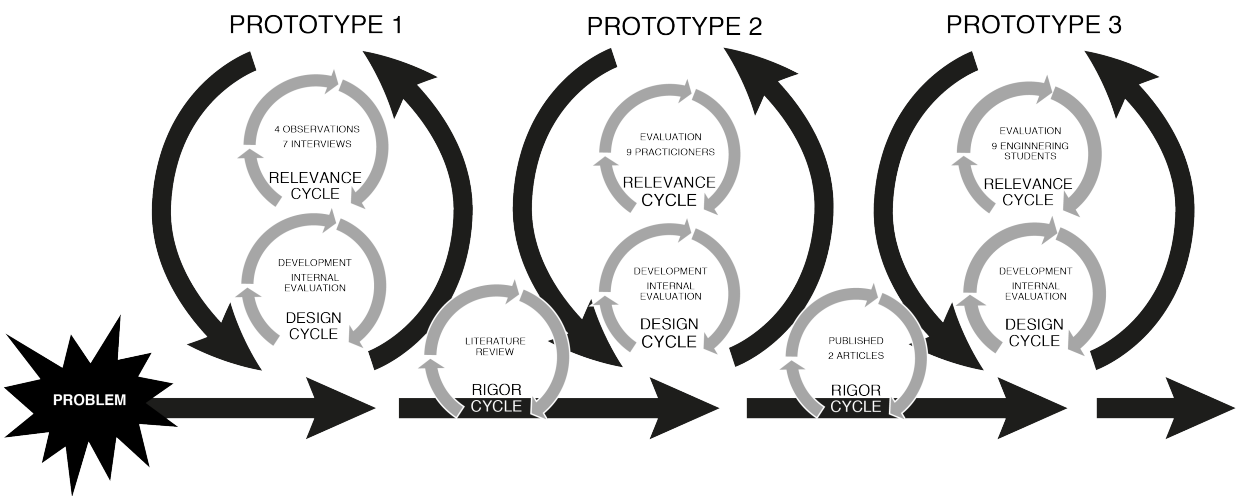 PROTOTYPE 1
4 OBSERVATIONS
7 INTERVIEWS
RELEVANCE
CYCLE
DEVELOPMENT
INTERNAL
EVALUATION
DESIGN
CYCLE
PROBLEM
LITERATURE
REVIEW
RIGOR
CYCLE
PROTOTYPE 2
EVALUATION
9 PRACTICIONERS
RELEVANCE
CYCLE
DEVELOPMENT
INTERNAL
EVALUATION
DESIGN
CYCLE
PUBLISHED
2 ARTICLES
RIGOR
CYCLE
PROTOTYPE 3
EVALUATION
9 ENGINNERING
STUDENTS
RELEVANCE
CYCLE
DEVELOPMENT
INTERNAL
EVALUATION
DESIGN
CYCLE